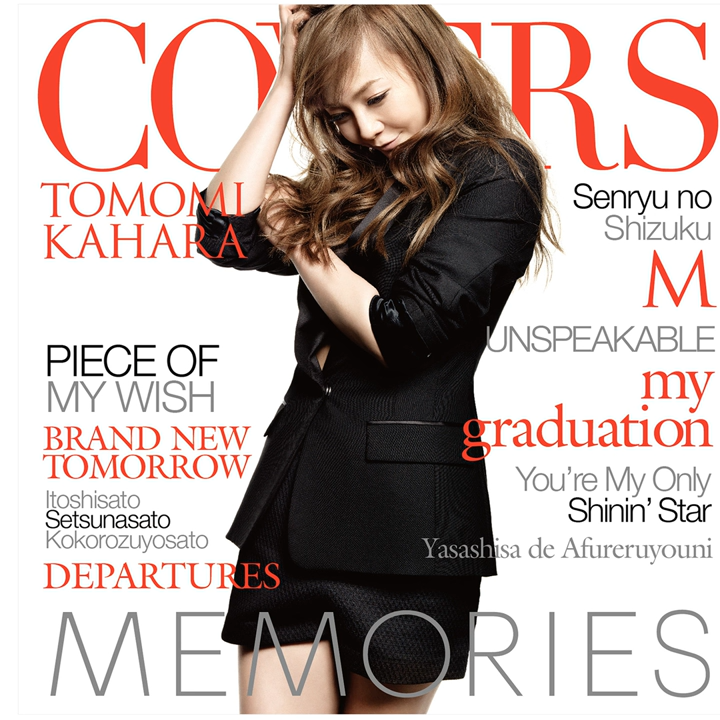 COVERS
TOMOMI
KAHARA
PIECE OF
MY WISH
BRAND NEW
TOMORROW
Itoshisato
Setsunasato
Kokorozuyosato
DEPARTURES
Senryu no
Shizuku
M
UNSPEAKABLE
my
graduation
You're My Only
Shinin' Star
Yasashisa de Afureruyouni
MEMORIES